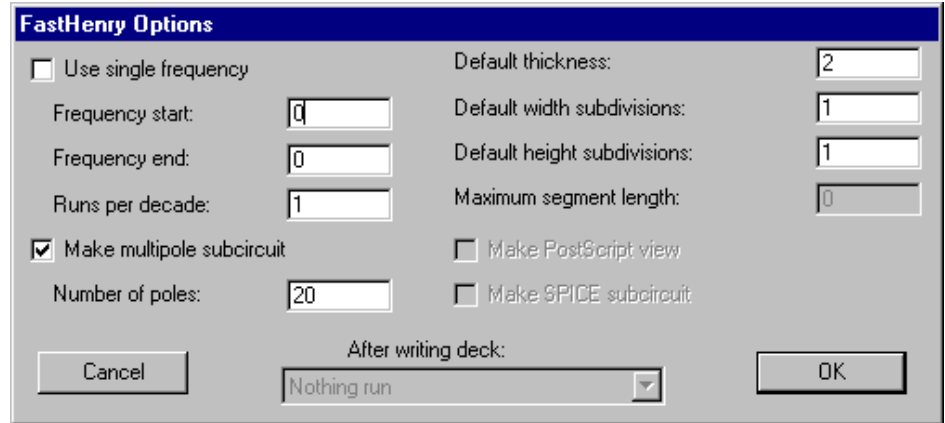 FastHenry Options
Use single frequency
Frequency start: 0
Frequency end: 0
Runs per decade: 1
Make multipole subcircuit
Number of poles: 20
Default thickness: 2
Default width subdivisions: 1
Default height subdivisions: 1
Maximum segment length: 0
Make PostScript view
Make SPICE subcircuit
Cancel
After writing deck:
Nothing run
OK